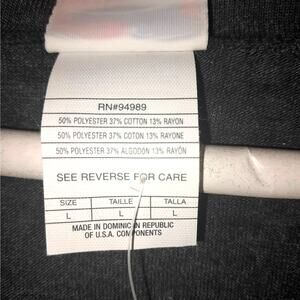 RN#94989
50% POLYESTER 37% COTTON 13% RAYON
50% POLYESTER 37% COTON 13% RAYONE
50% POLYESTER 37% ALGODON 13% RAYÓN
SEE REVERSE FOR CARE
SIZE TAILLE TALLA
L L L
MADE IN DOMINICAN REPUBLIC
OF U.S.A. COMPONENTS